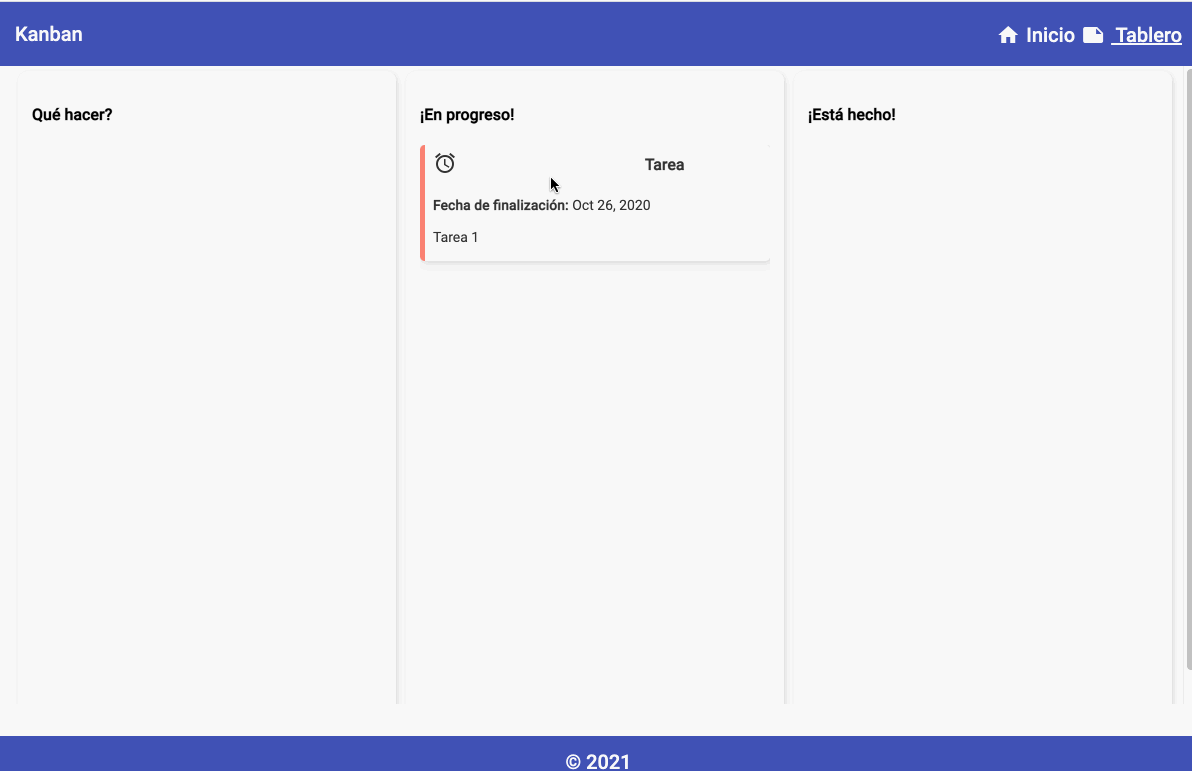 Kanban
Inicio Tablero
Qué hacer?
¡En progreso!
¡Está hecho!
Tarea
Fecha de finalización: Oct 26, 2020
Tarea 1
© 2021